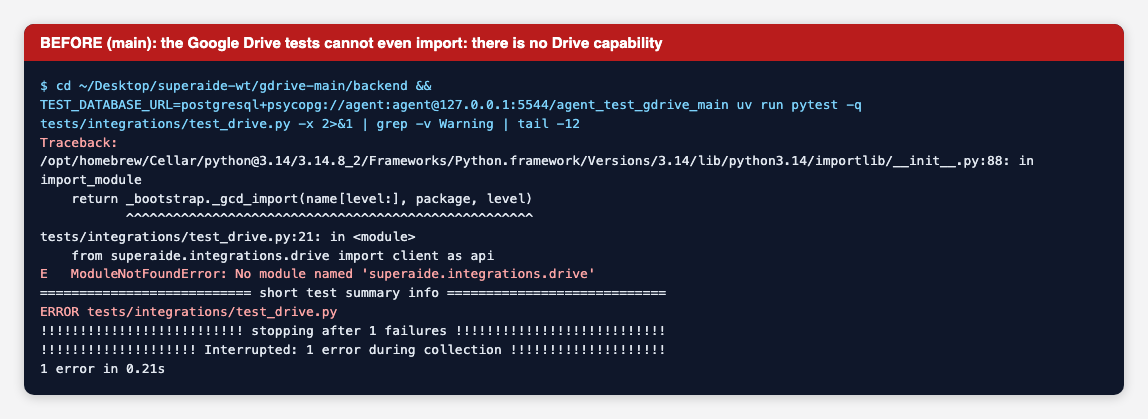 BEFORE (main): the Google Drive tests cannot even import: there is no Drive capability
$ cd ~/Desktop/superaide-wt/gdrive-main/backend &&
TEST_DATABASE_URL=postgresql+psycopg://agent:agent@127.0.0.1:5544/agent_test_gdrive_main uv run pytest -q
tests/integrations/test_drive.py -x 2>&1 | grep -v Warning | tail -12
Traceback:
/opt/homebrew/Cellar/python@3.14/3.14.8_2/Frameworks/Python.framework/Versions/3.14/lib/python3.14/importlib/__init__.py:88: in
import_module
    return _bootstrap._gcd_import(name[level:], package, level)
           ^^^^^^^^^^^^^^^^^^^^^^^^^^^^^^^^^^^^^^^^^^^^^^^^^^^^
tests/integrations/test_drive.py:21: in <module>
    from superaide.integrations.drive import client as api
E   ModuleNotFoundError: No module named 'superaide.integrations.drive'
=========================== short test summary info ============================
ERROR tests/integrations/test_drive.py
!!!!!!!!!!!!!!!!!!!!!!!!!! stopping after 1 failures !!!!!!!!!!!!!!!!!!!!!!!!!!!
!!!!!!!!!!!!!!!!!!!! Interrupted: 1 error during collection !!!!!!!!!!!!!!!!!!!!
1 error in 0.21s